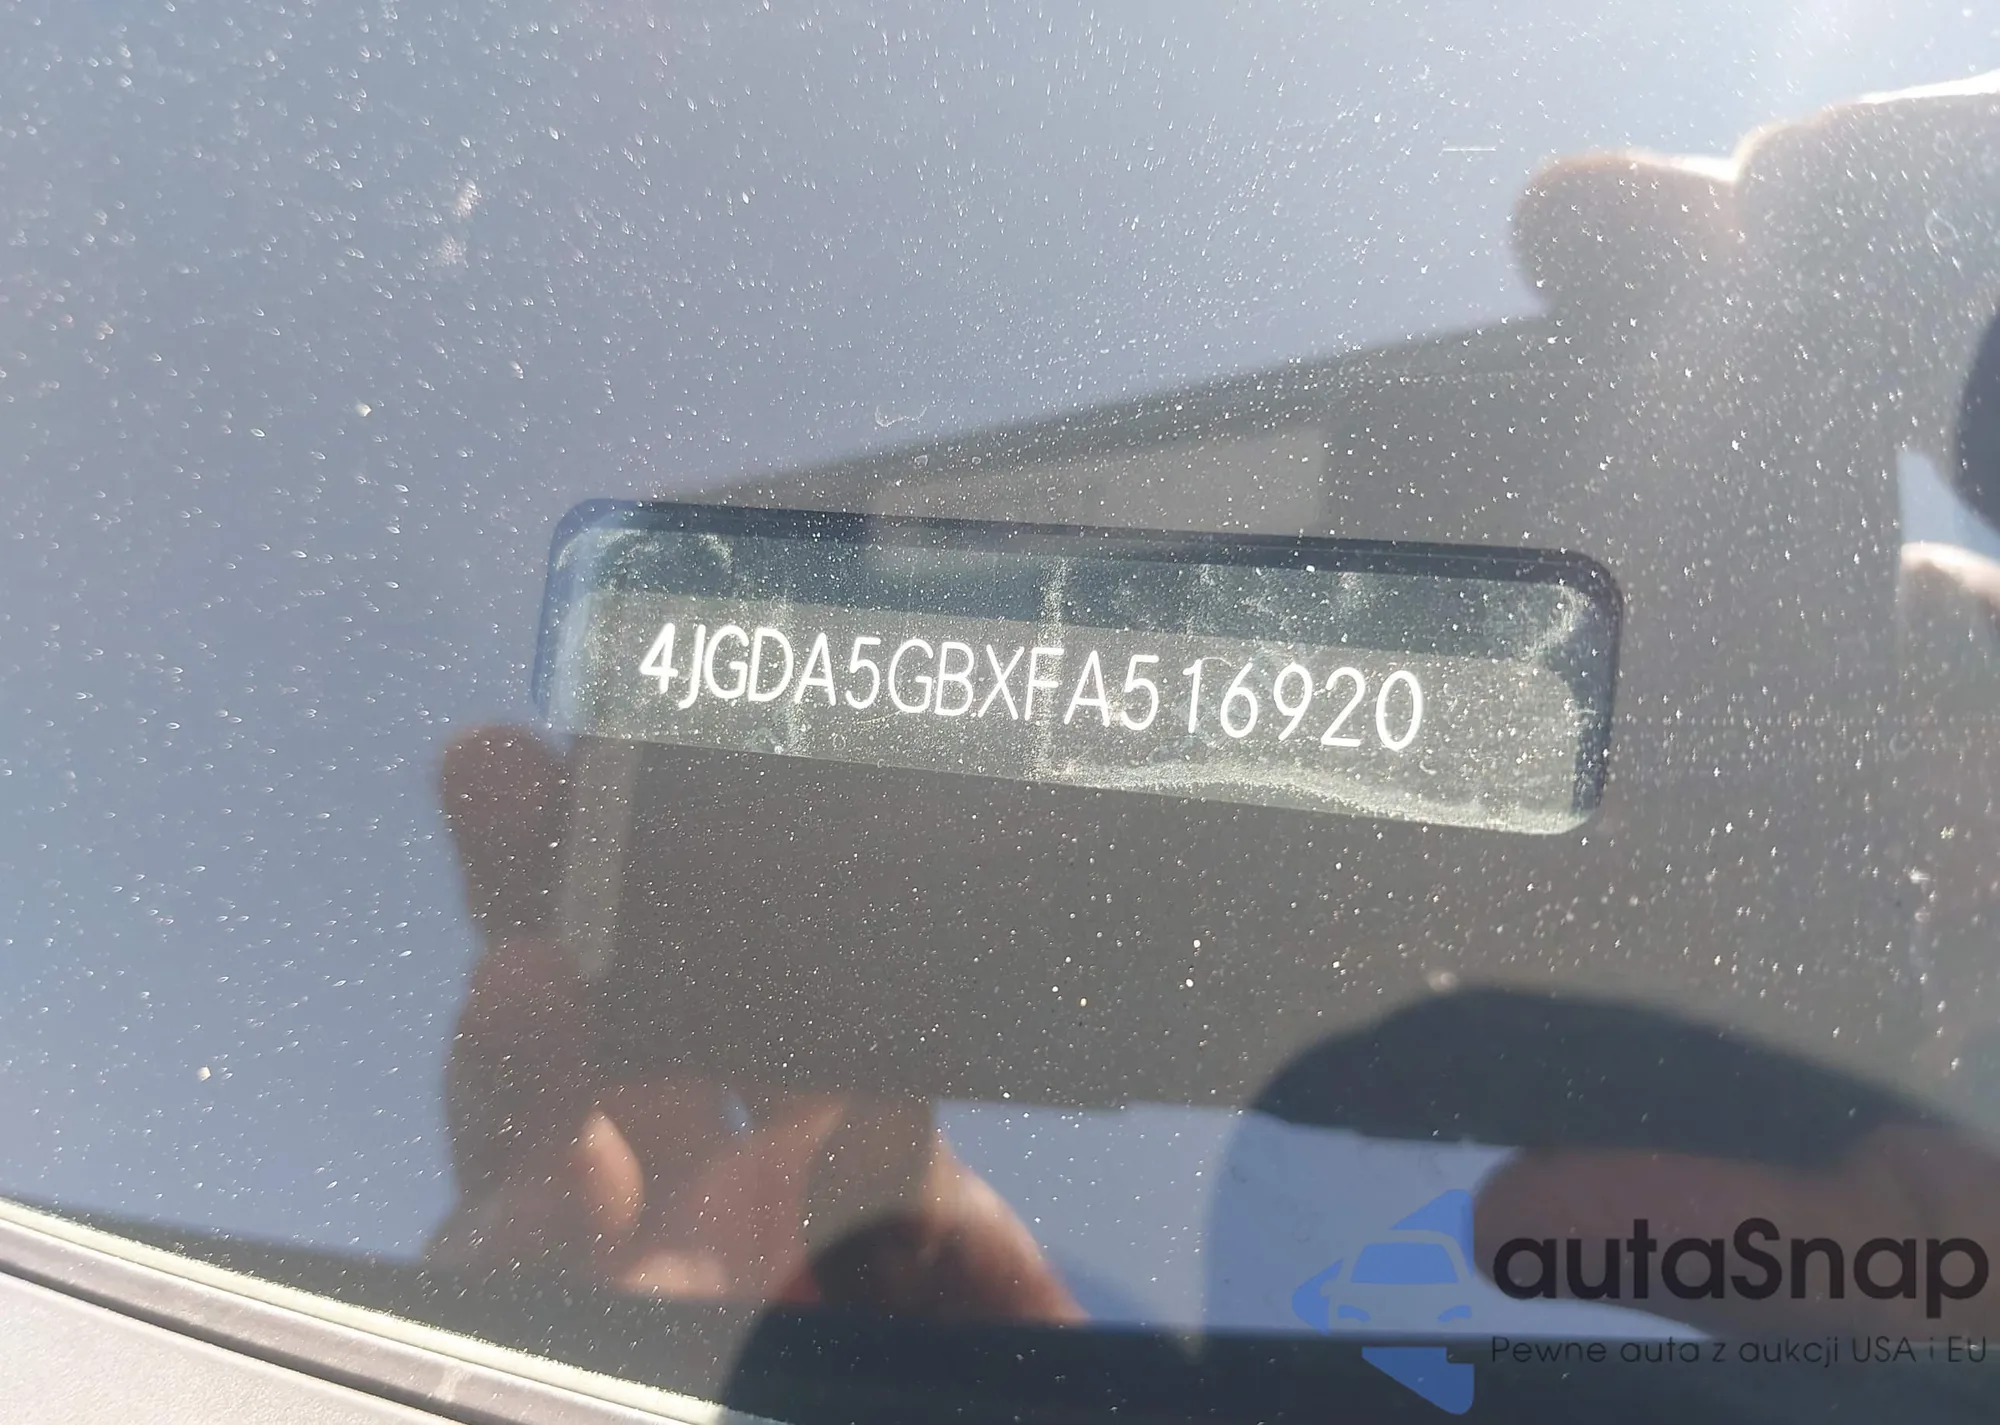 4JGDA5GBXFA516920
autaSnap
Pewne auta z aukcji USA i EU